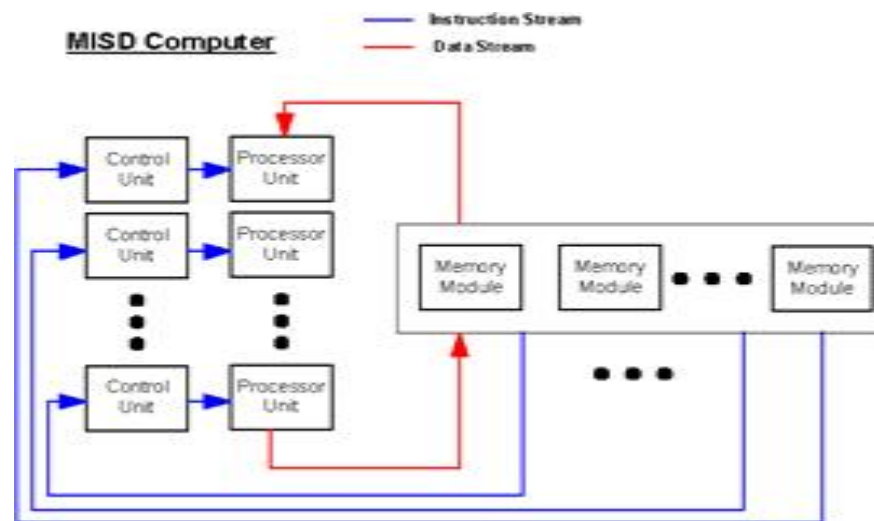 MISD Computer
Instruction Stream
Data Stream
Control
Unit
Processor
Unit
Control
Unit
Processor
Unit
Memory
Module
Memory
Module
Memory
Module
Control
Unit
Processor
Unit